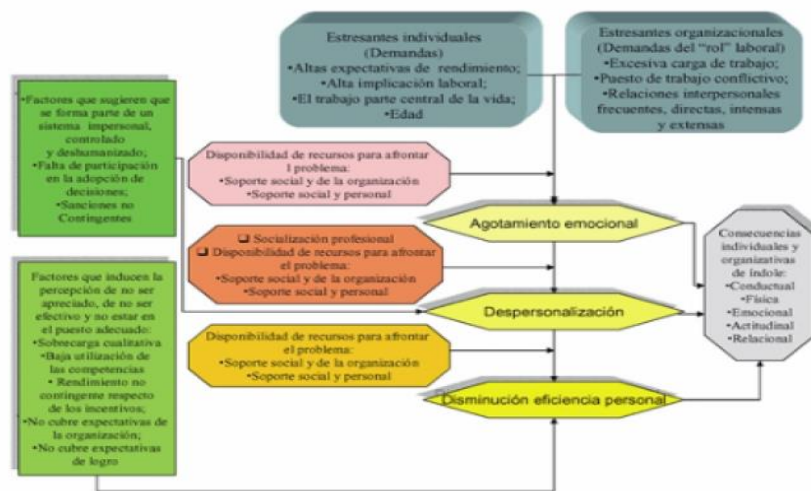 Estresantes individuales
(Demandas)
•Altas expectativas de rendimiento;
•Alta implicación laboral;
•El trabajo parte central de la vida;
•Edad
Estresantes organizacionales
(Demandas del “rol” laboral)
•Excesiva carga de trabajo;
•Puesto de trabajo conflictivo;
•Relaciones interpersonales
frecuentes, directas, intensas
y extensas
•Factores que sugieren que
se forma parte de un
sistema impersonal,
controlado
y deshumanizado;
•Falta de participación
en la adopción de
decisiones;
•Sanciones no
Contingentes
Disponibilidad de recursos para afrontar
l problema:
•Soporte social y de la organización
•Soporte social y personal
Agotamiento emocional
❑ Socialización profesional
❑ Disponibilidad de recursos para afrontar
el problema:
•Soporte social y de la organización
•Soporte social y personal
Despersonalización
Consecuencias
individuales y
organizativas
de índole:
•Conductual
•Física
•Emocional
•Actitudinal
•Relacional
Factores que inducen la
percepción de no ser
apreciado, de no ser
efectivo y no estar en
el puesto adecuado:
•Sobrecarga cualitativa
•Baja utilización de
las competencias
• Rendimiento no
contingente respecto
de los incentivos;
•No cubre expectativas de
la organización;
•No cubre expectativas
de logro
Disponibilidad de recursos para afrontar
el problema:
•Soporte social y de la organización
•Soporte social y personal
Disminución eficiencia personal